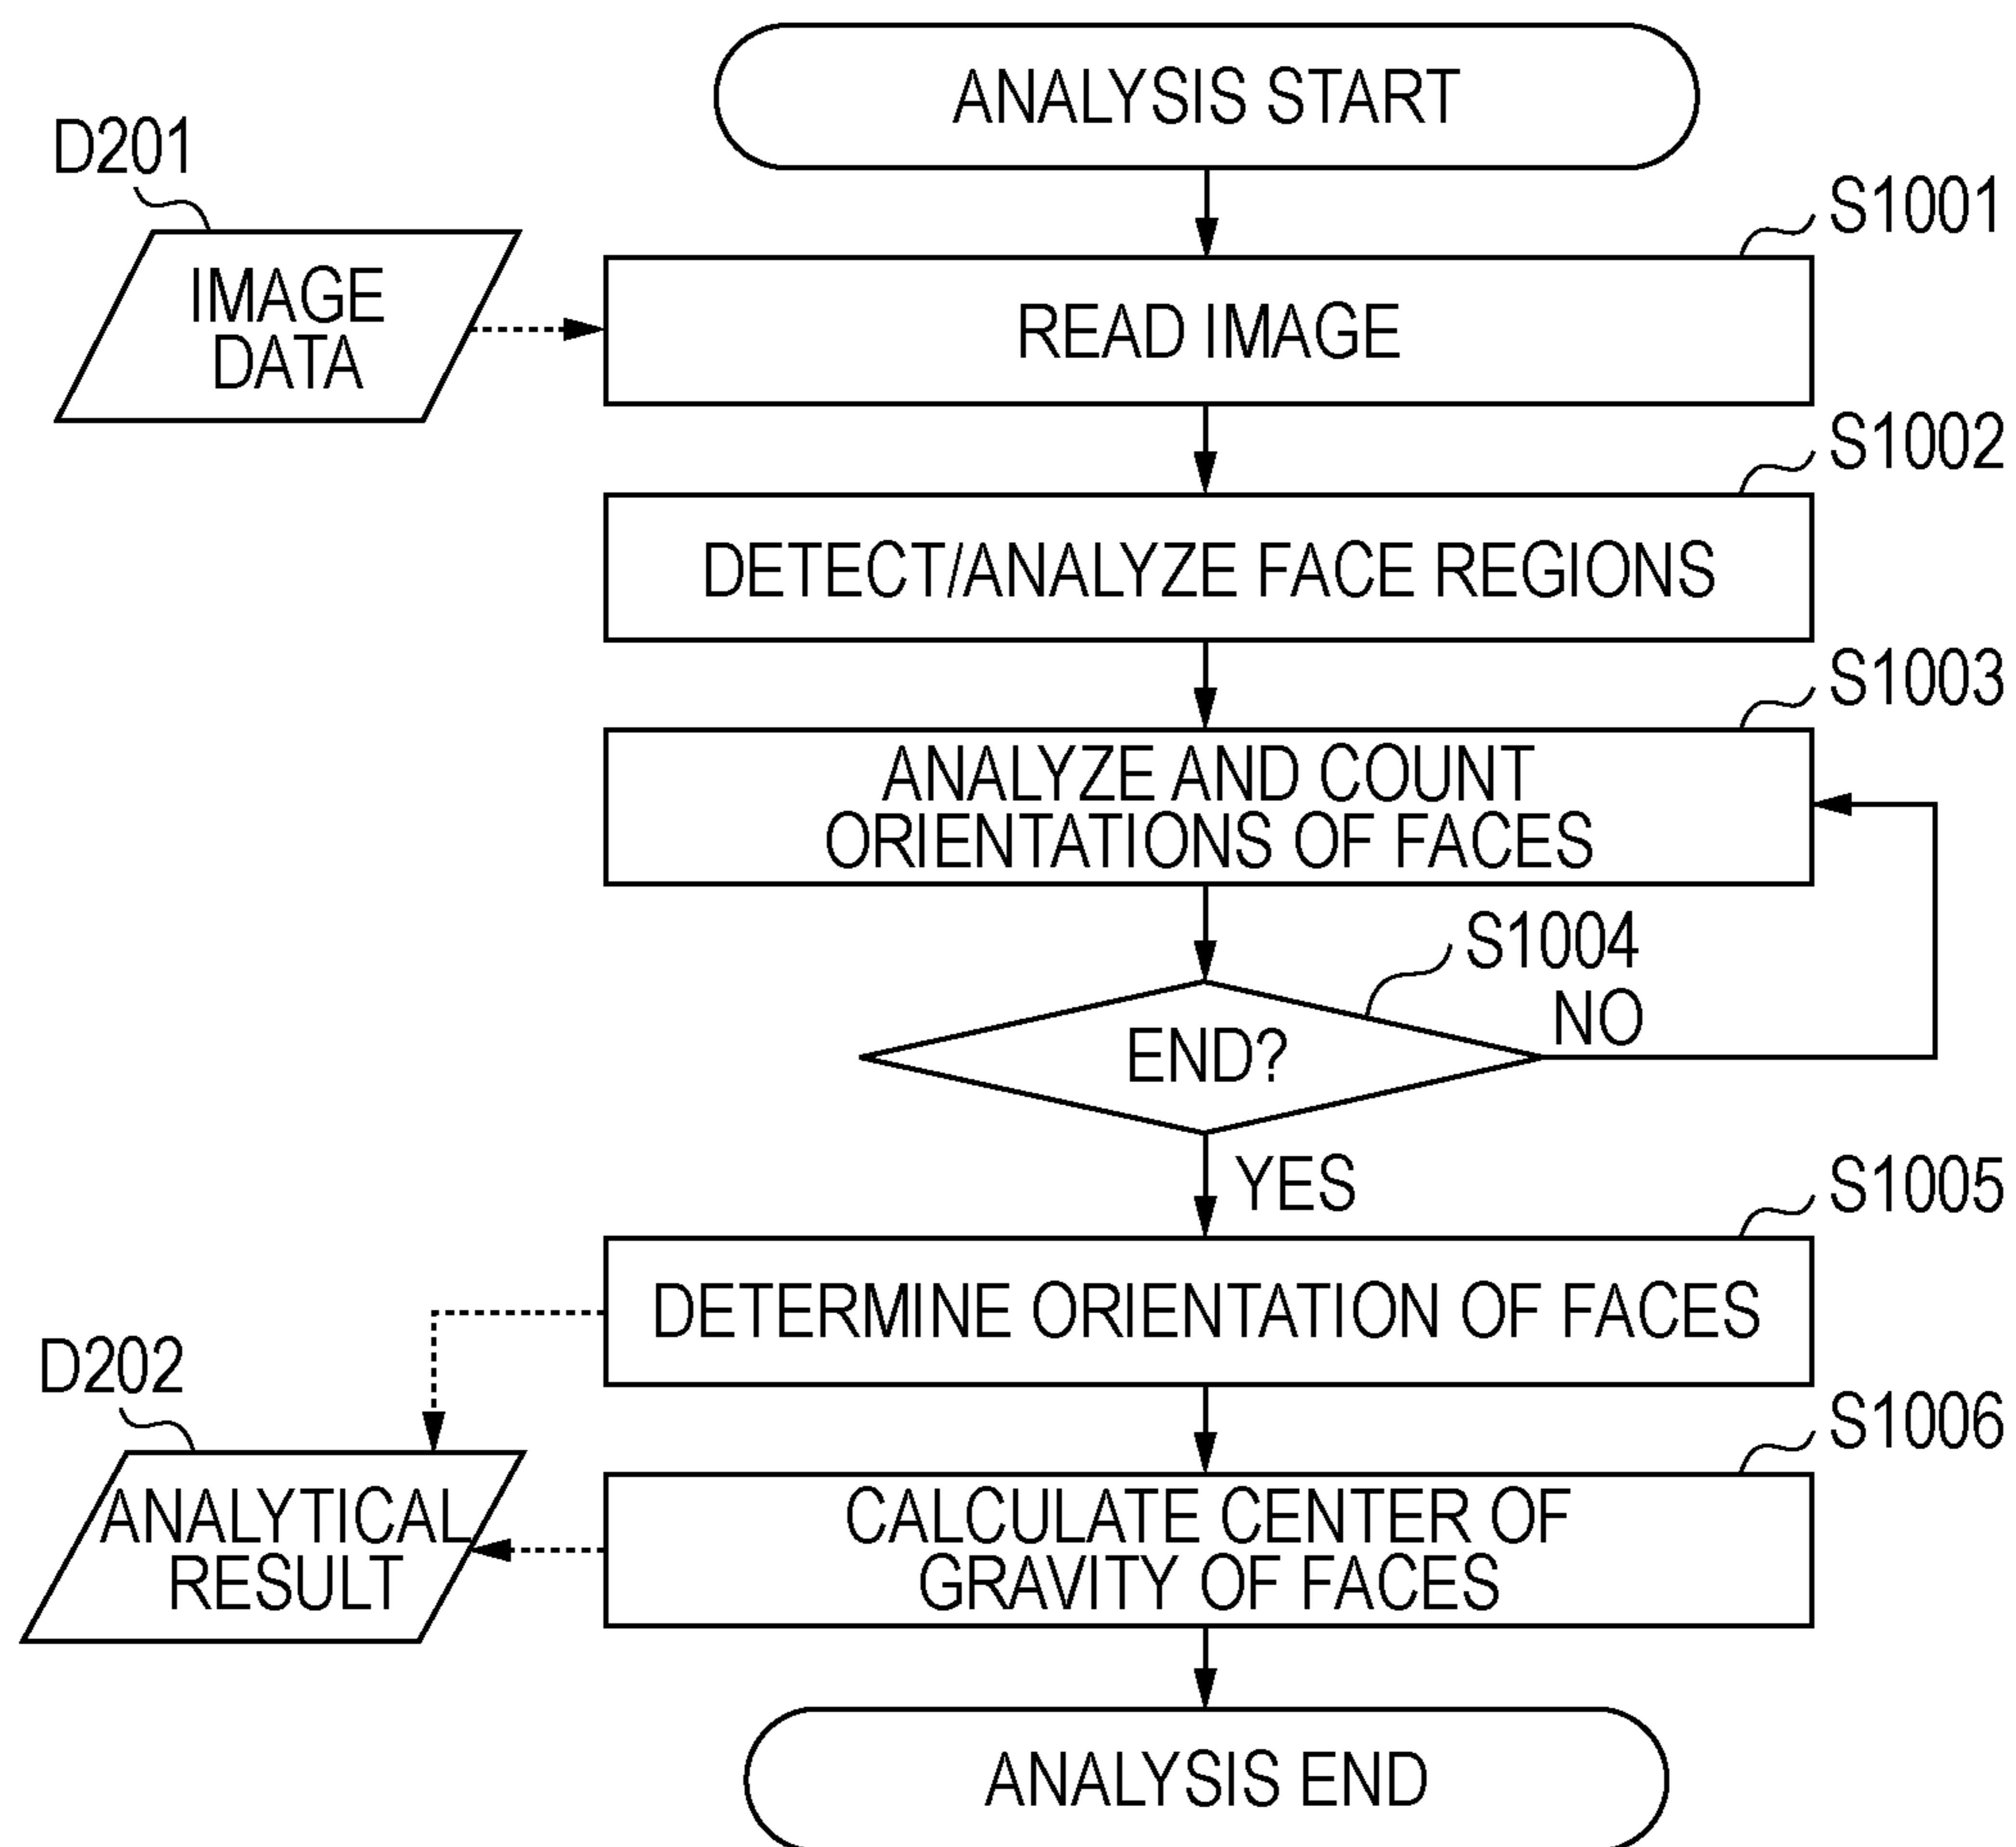 ANALYSIS START
D201
S1001
IMAGE
DATA
READ IMAGE
S1002
DETECT/ANALYZE FACE REGIONS
S1003
ANALYZE AND COUNT
ORIENTATIONS OF FACES
S1004
NO
END?
YES
S1005
DETERMINE ORIENTATION OF FACES
D202
S1006
ANALYTICAL
RESULT
CALCULATE CENTER OF
GRAVITY OF FACES
ANALYSIS END